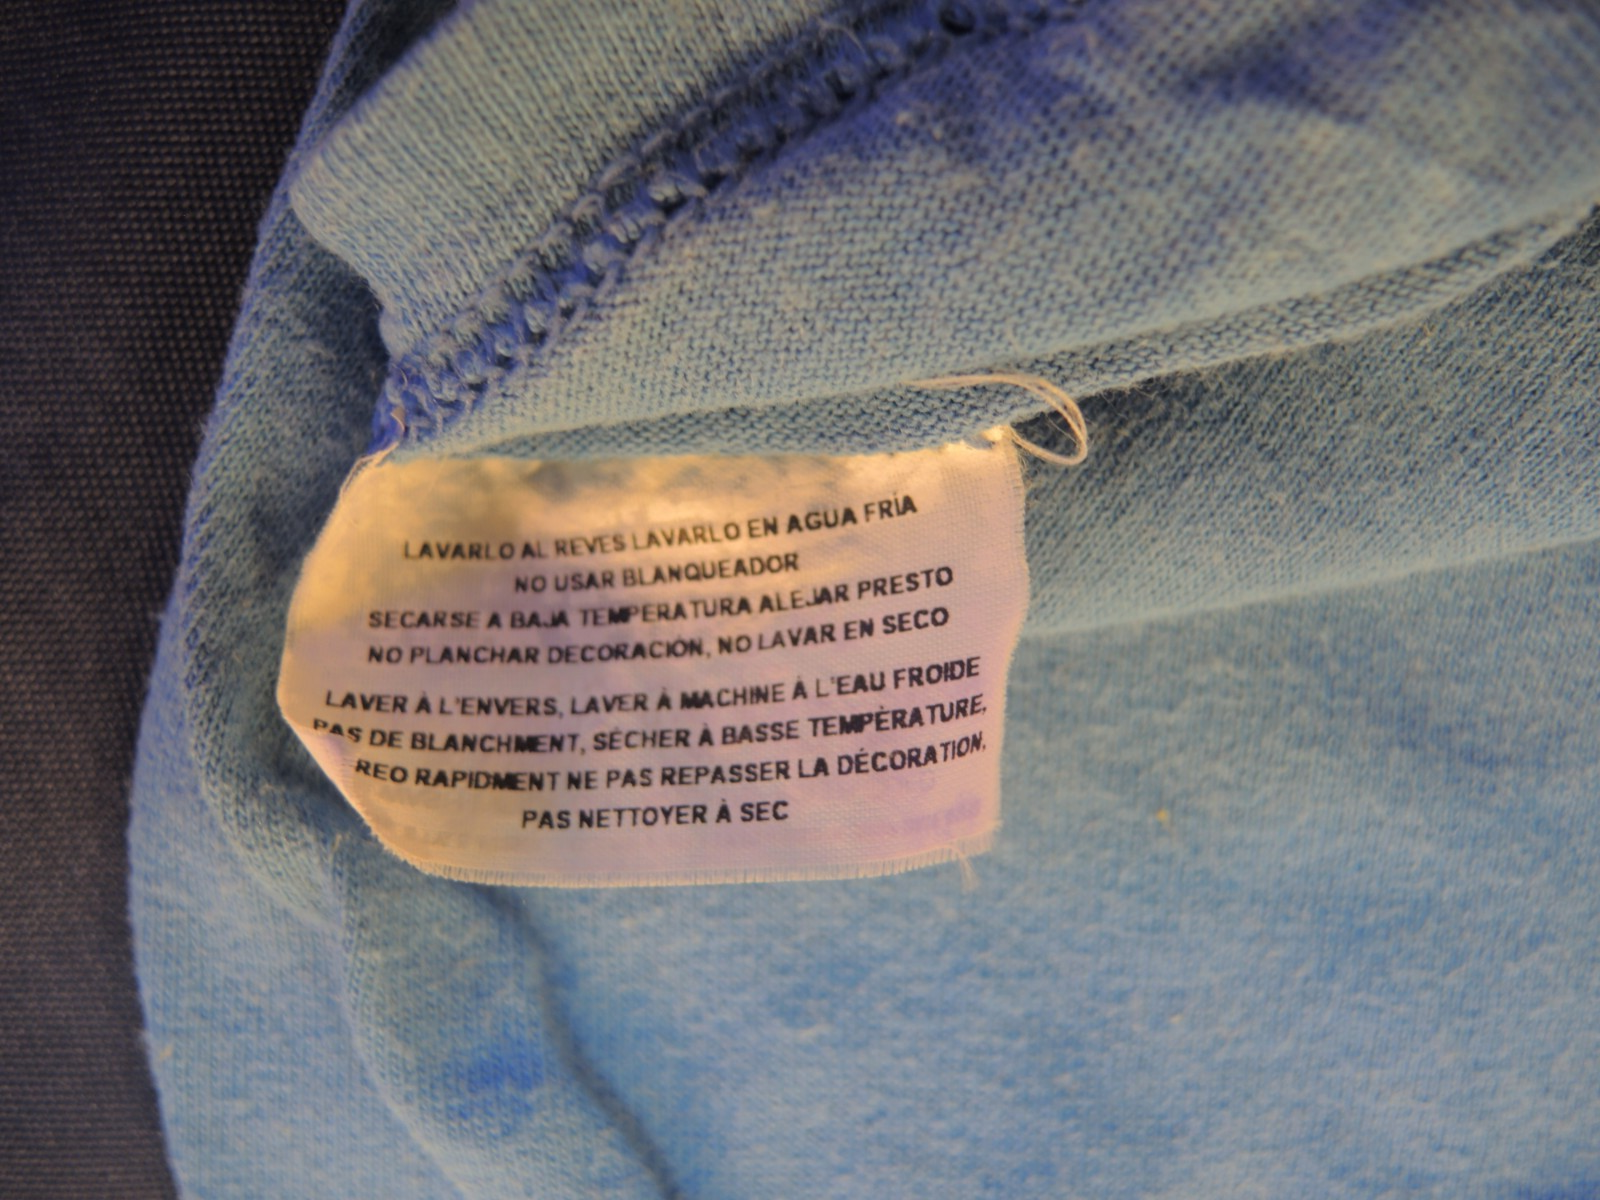 LAVARLO AL REVES LAVARLO EN AGUA FRÍA
NO USAR BLANQUEADOR
SECARSE A BAJA TEMPERATURA ALEJAR PRESTO
NO PLANCHAR DECORACIÓN, NO LAVAR EN SECO
LAVER À L'ENVERS, LAVER À MACHINE À L'EAU FROIDE
PAS DE BLANCHMENT, SÉCHER À BASSE TEMPÉRATURE,
REO RAPIDMENT NE PAS REPASSER LA DÉCORATION,
PAS NETTOYER À SEC